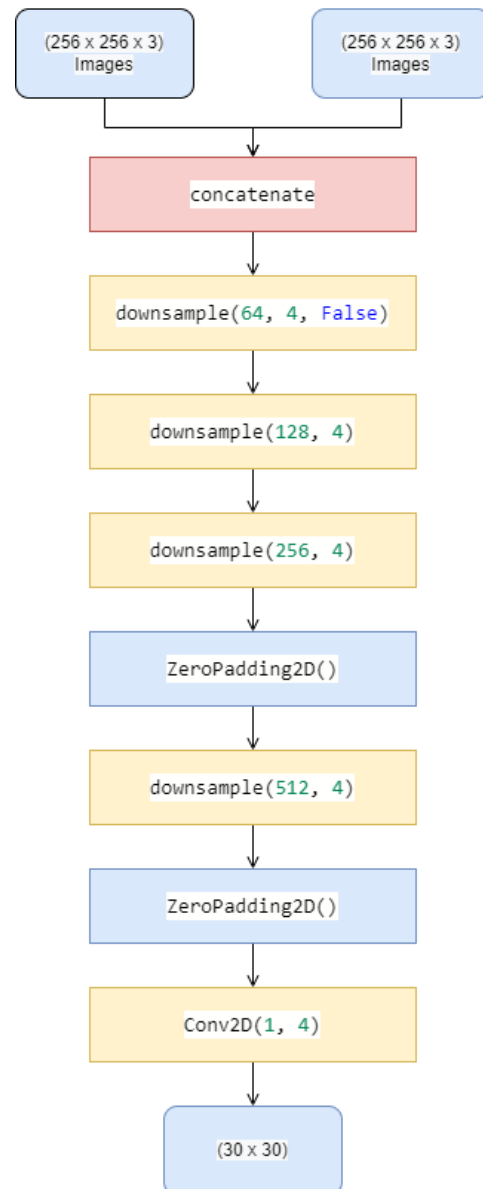 (256 x 256 x 3)
Images
(256 x 256 x 3)
Images
concatenate
downsample(64, 4, False)
downsample(128, 4)
downsample(256, 4)
ZeroPadding2D()
downsample(512, 4)
ZeroPadding2D()
Conv2D(1, 4)
(30 x 30)